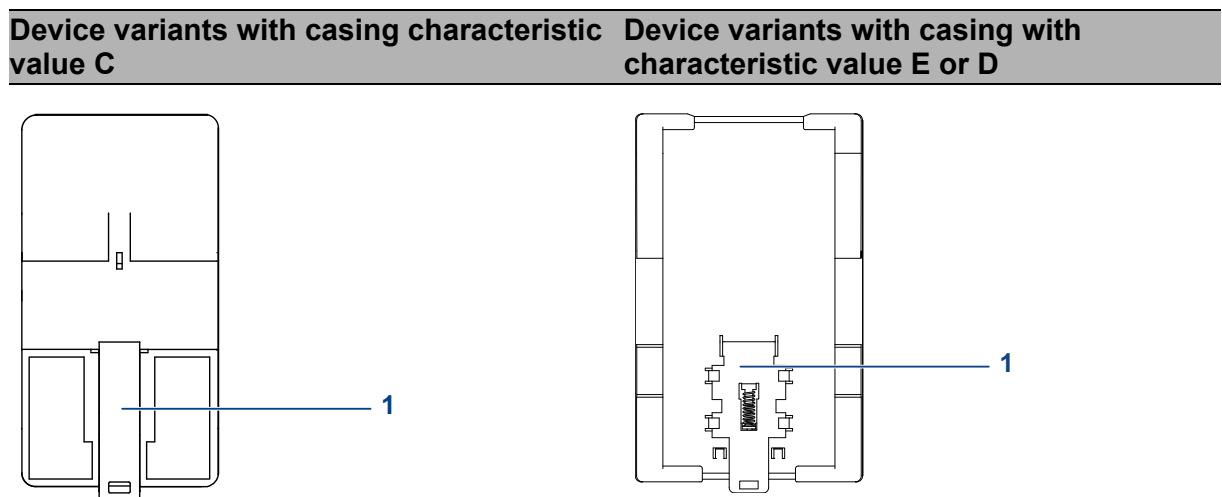 Device variants with casing characteristic
value C
Device variants with casing with
characteristic value E or D
1
1